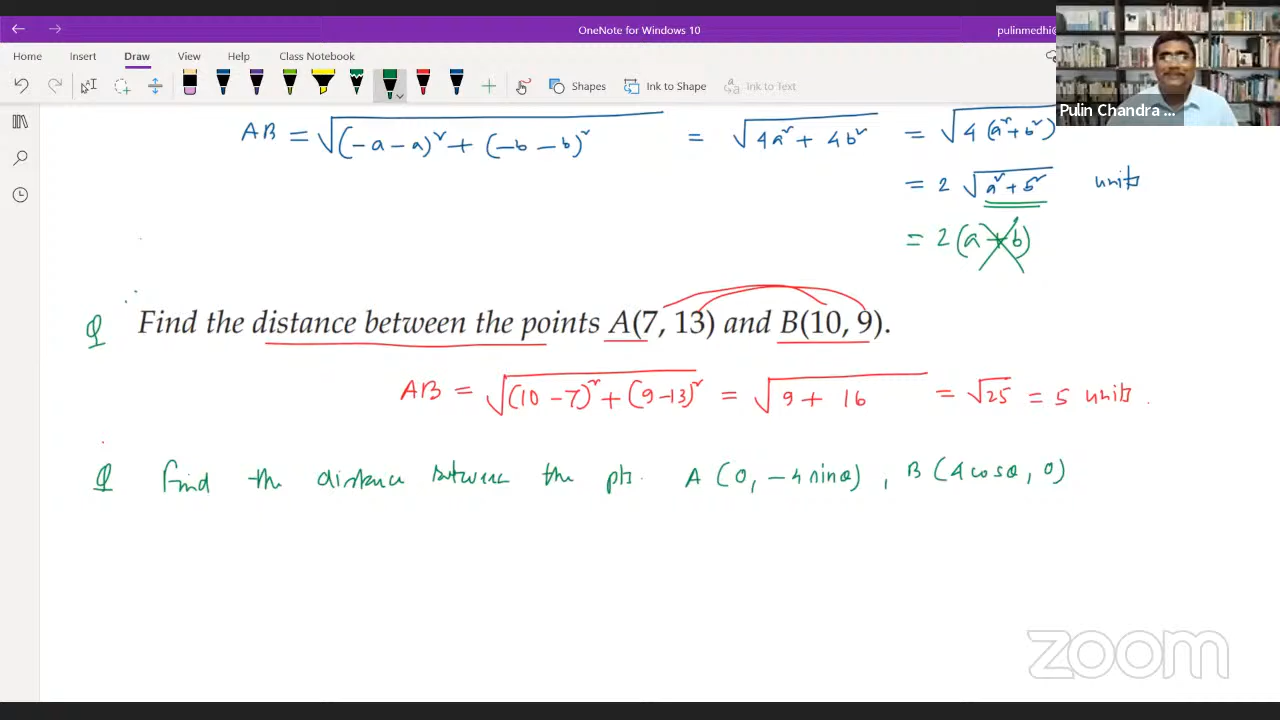 OneNote for Windows 10
pulinmedhi@
Home Insert Draw View Help Class Notebook
Shapes Ink to Shape Ink to Text
Pulin Chandra ...
AB = √((-a-a)² + (-b-b)²) = √(4a² + 4b²) = √(4(a²+b²))
= 2 √(a²+b²) units
= 2(a+b)
Q Find the distance between the points A(7, 13) and B(10, 9).
AB = √((10-7)² + (9-13)²) = √(9+16) = √25 = 5 units.
Q Find the distance between the pts. A(0, -4 sinθ), B(4cosθ, 0)
zoom